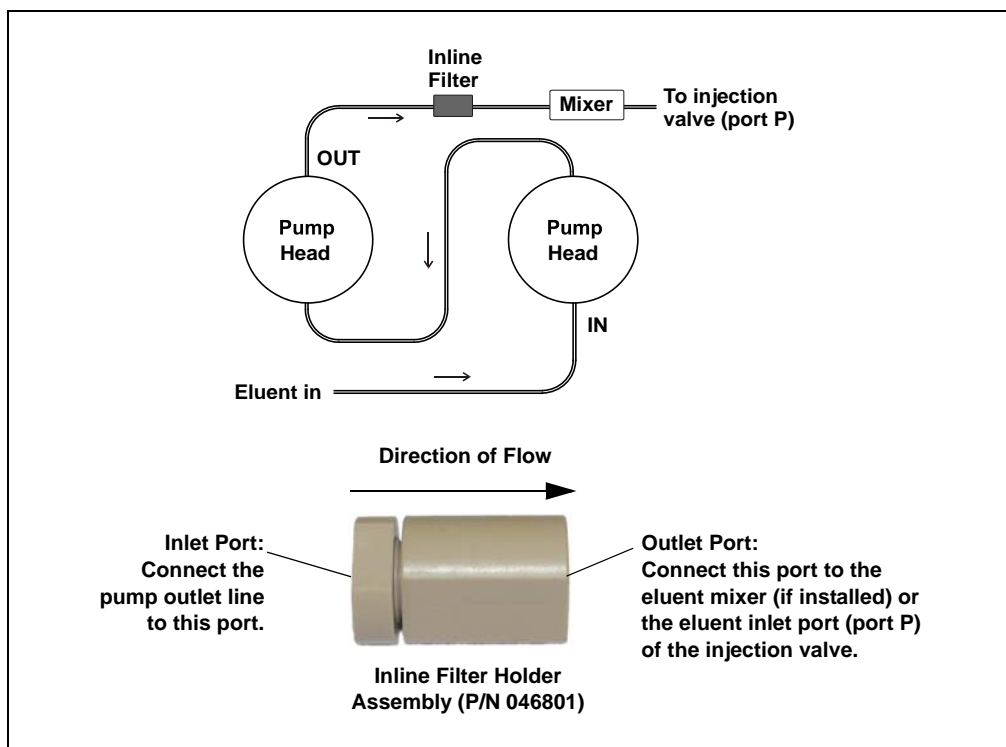 Inline
Filter
Mixer
To injection
valve (port P)
OUT
Pump
Head
Pump
Head
IN
Eluent in
Direction of Flow
Inlet Port:
Connect the
pump outlet line
to this port.
Outlet Port:
Connect this port to the
eluent mixer (if installed) or
the eluent inlet port (port P)
of the injection valve.
Inline Filter Holder
Assembly (P/N 046801)